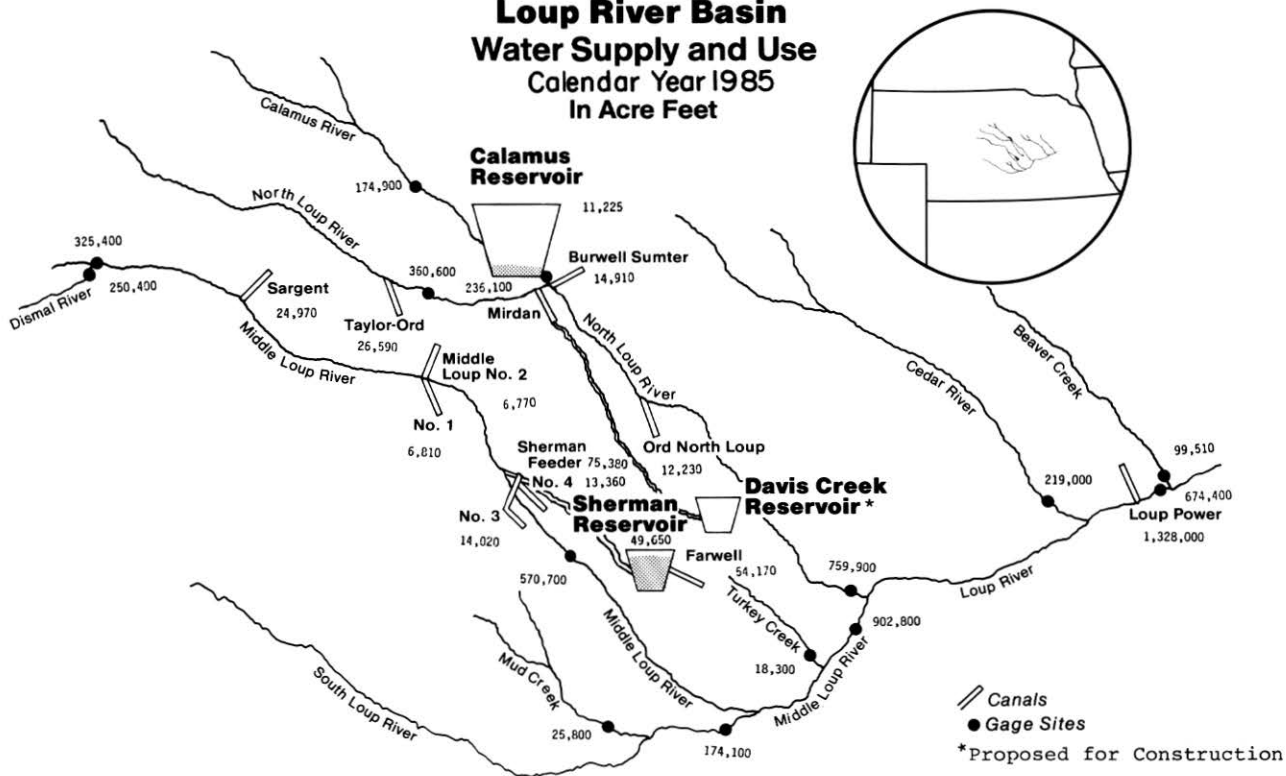 Loup River Basin
Water Supply and Use
Calendar Year 1985
In Acre Feet
Calamus River
Calamus
Reservoir
174,900
11,225
North Loup River
325,400
Burwell Sumter
14,910
360,600
236,100
Sargent
24,970
250,400
Dismal River
Mirdan
Taylor-Ord
26,590
Middle Loup River
North Loup River
Beaver Creek
Cedar River
Middle
Loup No. 2
6,770
No. 1
6,810
Ord North Loup
12,230
Sherman
Feeder 75,380
No. 4 13,360
99,510
219,000
674,400
Davis Creek
Reservoir *
Sherman
Reservoir
49,650
No. 3
14,020
Loup Power
1,328,000
Farwell
54,170
570,700
759,900
Loup River
Turkey Creek
902,800
Middle Loup River
18,300
Middle Loup River
Mud Creek
South Loup River
25,800
174,100
Canals
Gage Sites
*Proposed for Construction